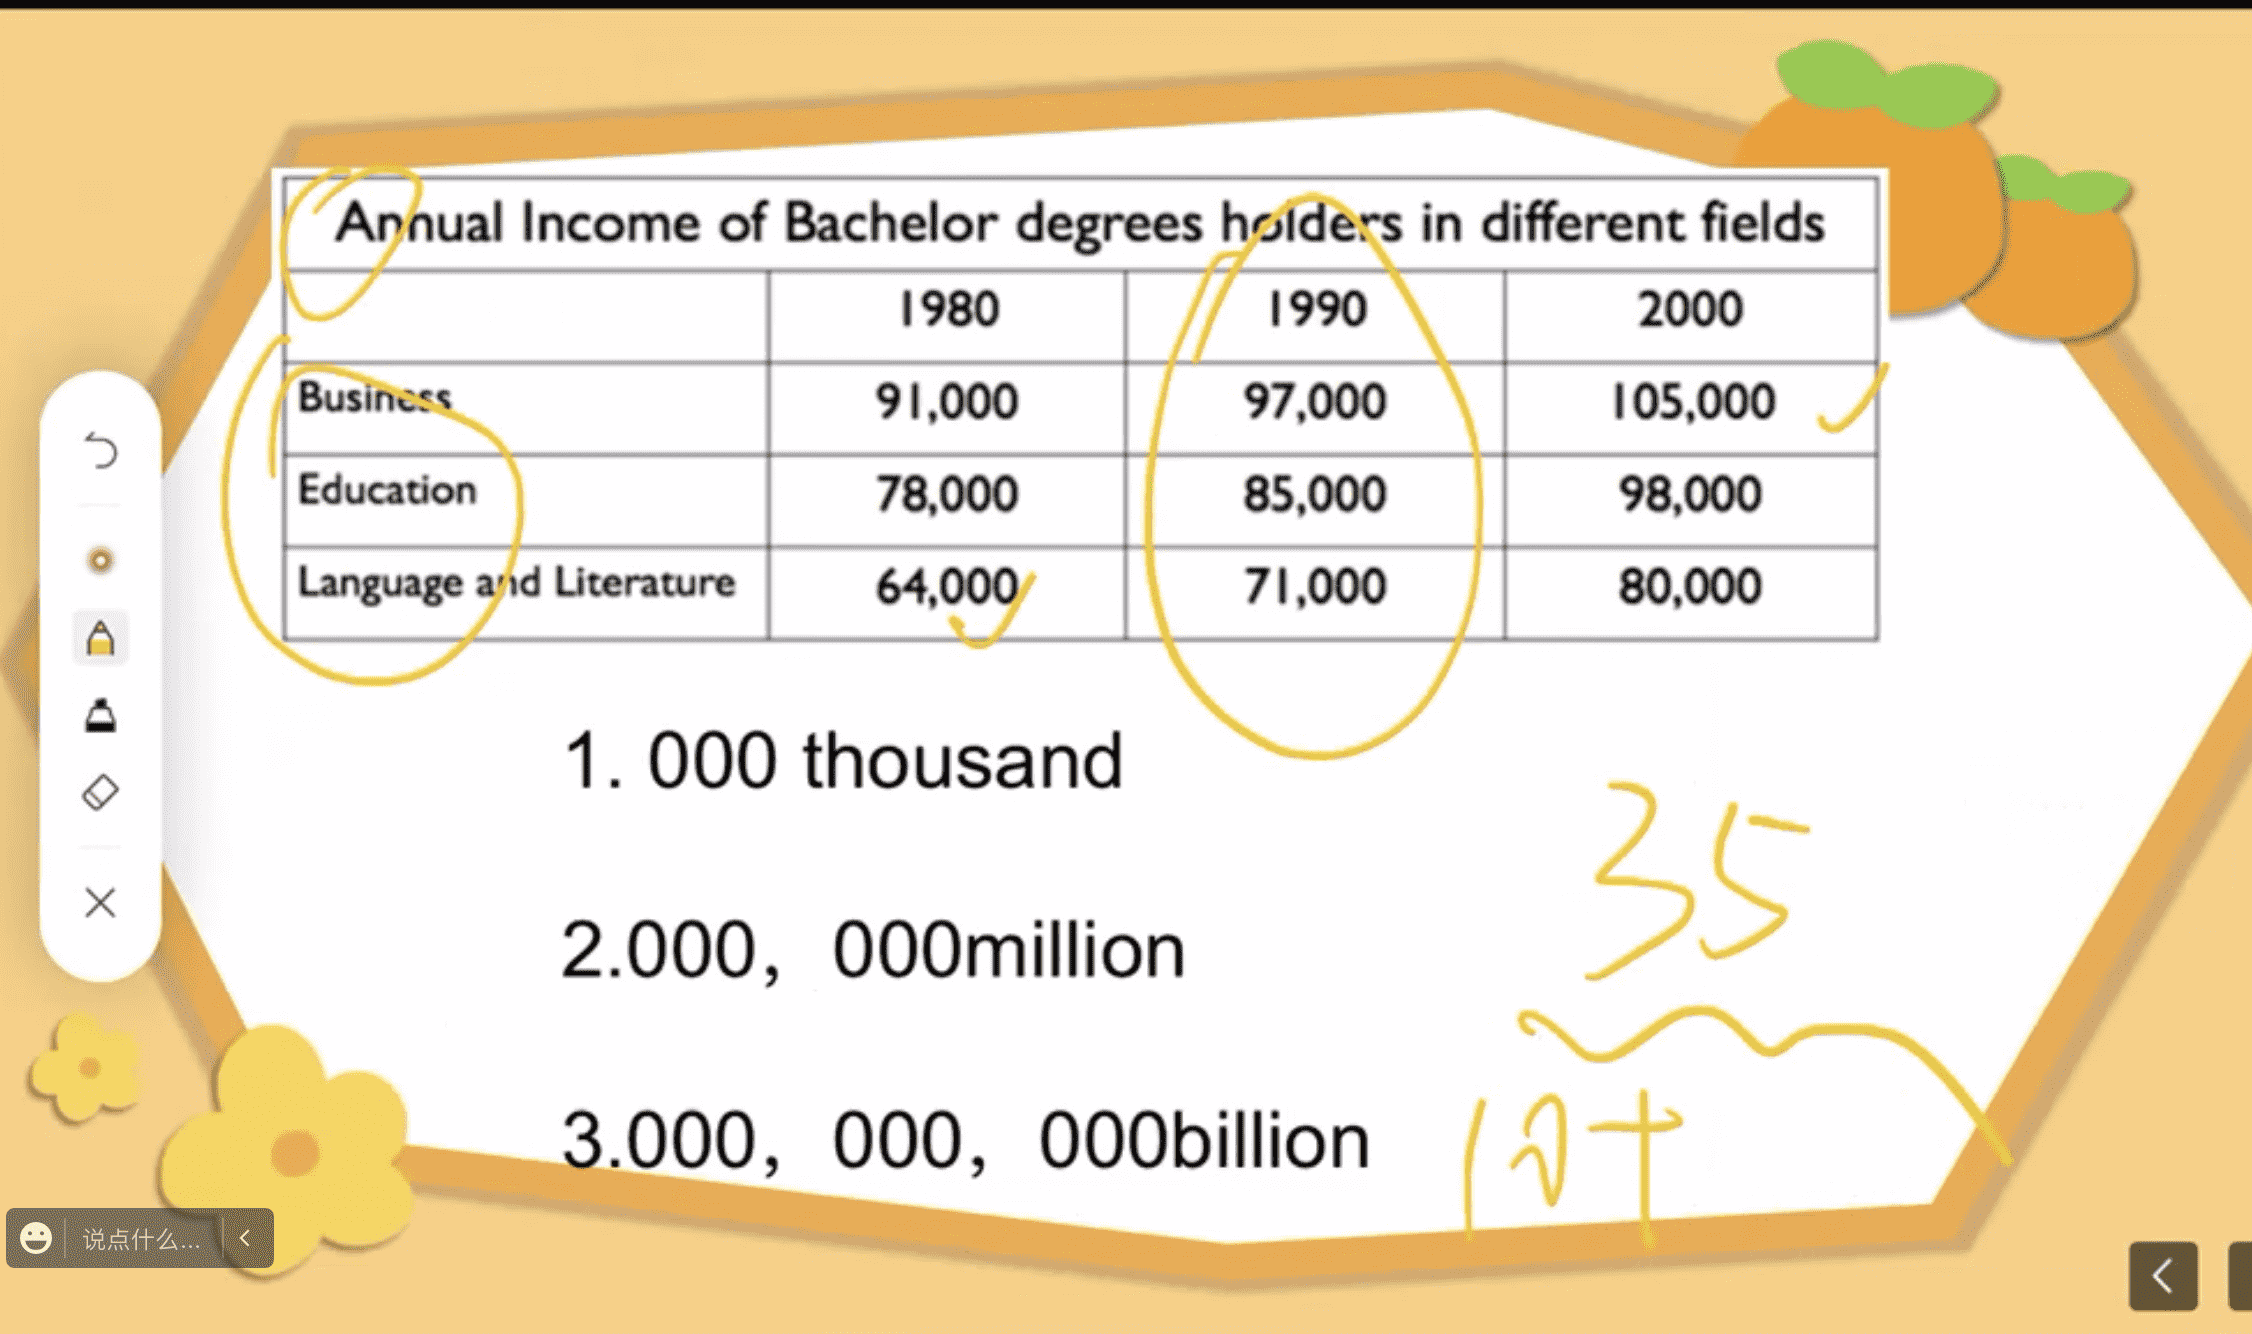 Annual Income of Bachelor degrees holders in different fields
1980 1990 2000
Business 91,000 97,000 105,000
Education 78,000 85,000 98,000
Language and Literature 64,000 71,000 80,000
1. 000 thousand
2.000，000million
3.000，000，000billion
35
说点什么...